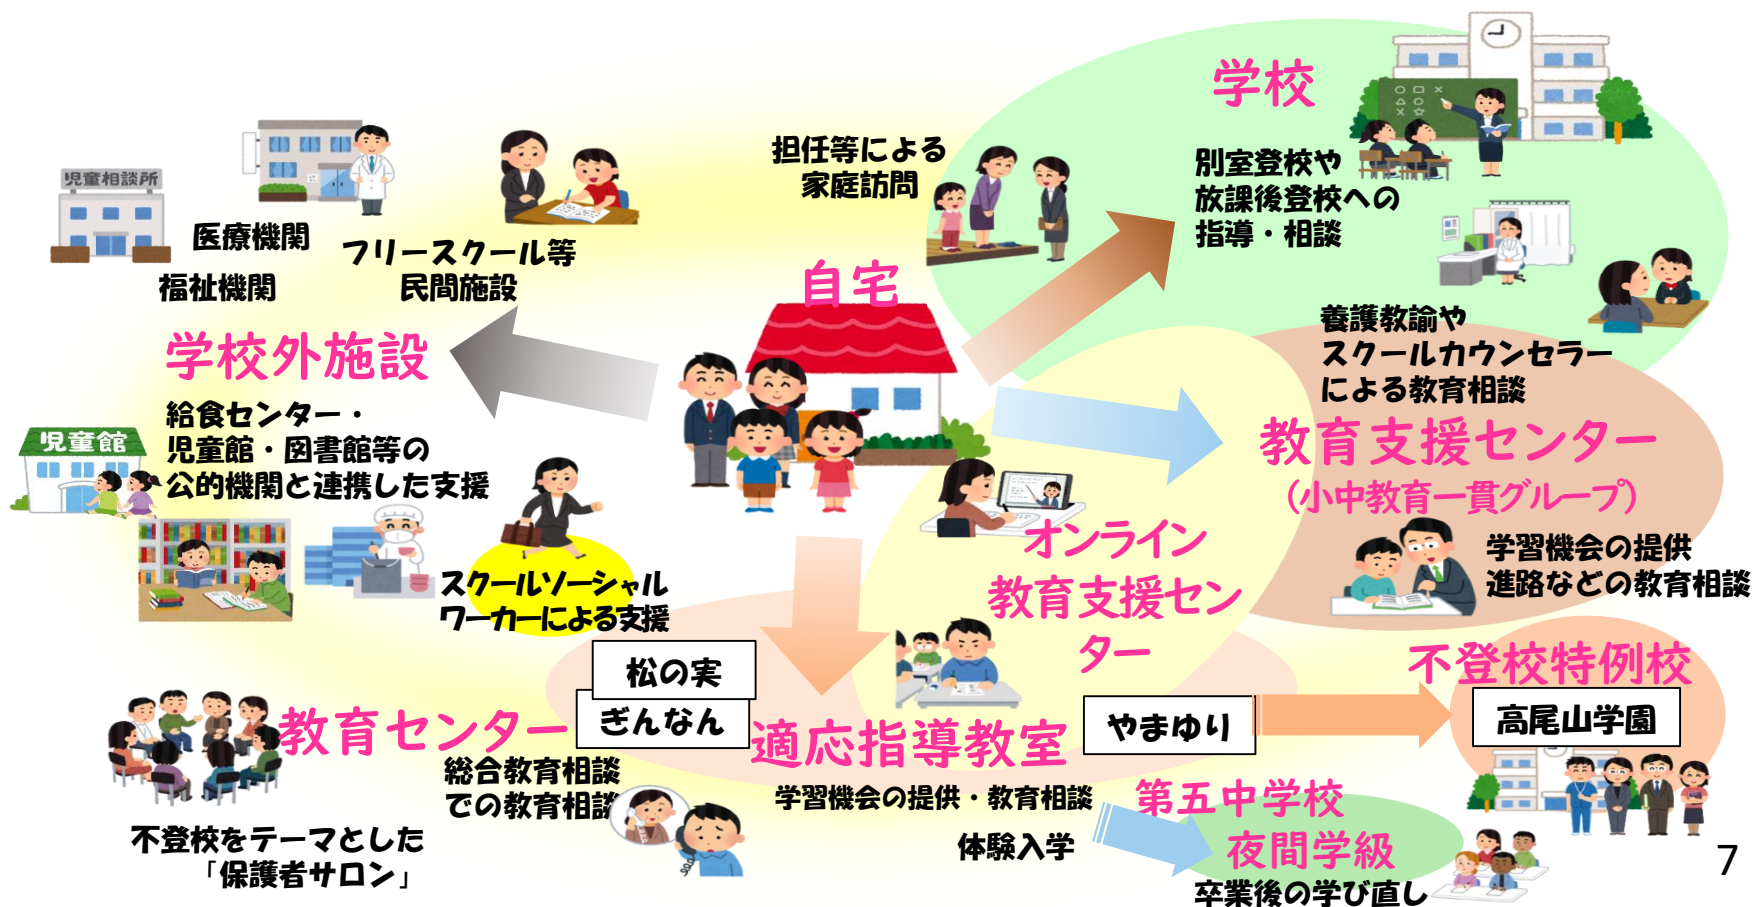 学校
別室登校や
放課後登校への
指導・相談
担任等による
家庭訪問
児童相談所
医療機関
福祉機関
フリースクール等
民間施設
自宅
学校外施設
養護教諭や
スクールカウンセラー
による教育相談
給食センター・
児童館・図書館等の
公的機関と連携した支援
児童館
教育支援センター
(小中教育一貫グループ)
学習機会の提供
進路などの教育相談
オンライン
教育支援セン
ター
スクールソーシャル
ワーカーによる支援
松の実
ぎんなん
教育センター
総合教育相談
での教育相談
不登校をテーマとした
「保護者サロン」
適応指導教室
やまゆり
学習機会の提供・教育相談
体験入学
不登校特例校
高尾山学園
第五中学校
夜間学級
卒業後の学び直し
7